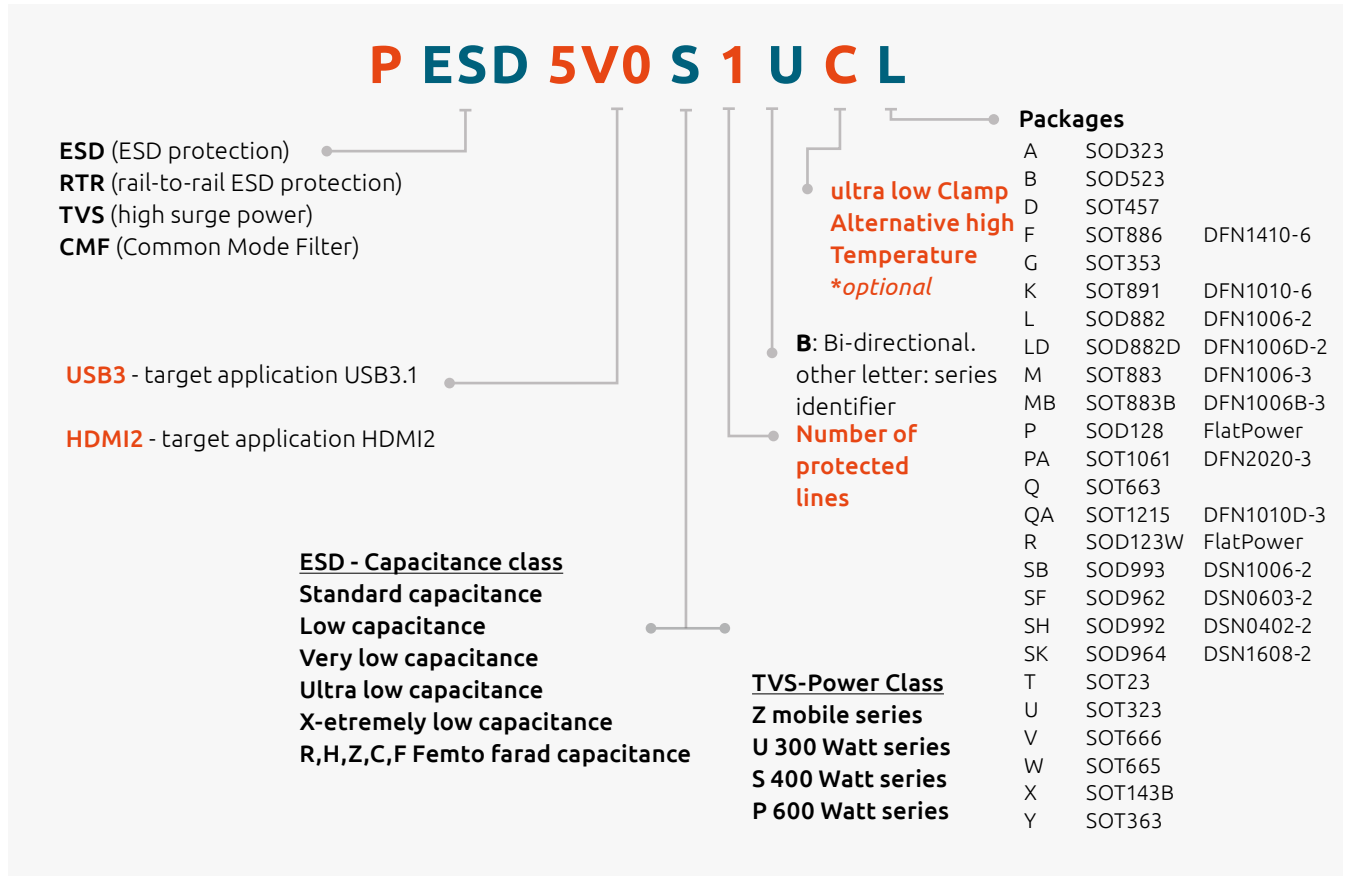 P ESD 5V0 S 1 U C L
ESD (ESD protection)
RTR (rail-to-rail ESD protection)
TVS (high surge power)
CMF (Common Mode Filter)
USB3 - target application USB3.1
HDMI2 - target application HDMI2
ESD - Capacitance class
Standard capacitance
Low capacitance
Very low capacitance
Ultra low capacitance
X-etremely low capacitance
R,H,Z,C,F Femto farad capacitance
TVS-Power Class
Z mobile series
U 300 Watt series
S 400 Watt series
P 600 Watt series
Number of
protected
lines
B: Bi-directional.
other letter: series
identifier
ultra low Clamp
Alternative high
Temperature
*optional
Packages
A SOD323
B SOD523
D SOT457
F SOT886 DFN1410-6
G SOT353
K SOT891 DFN1010-6
L SOD882 DFN1006-2
LD SOD882D DFN1006D-2
M SOT883 DFN1006-3
MB SOT883B DFN1006B-3
P SOD128 FlatPower
PA SOT1061 DFN2020-3
Q SOT663
QA SOT1215 DFN1010D-3
R SOD123W FlatPower
SB SOD993 DSN1006-2
SF SOD962 DSN0603-2
SH SOD992 DSN0402-2
SK SOD964 DSN1608-2
T SOT23
U SOT323
V SOT666
W SOT665
X SOT143B
Y SOT363